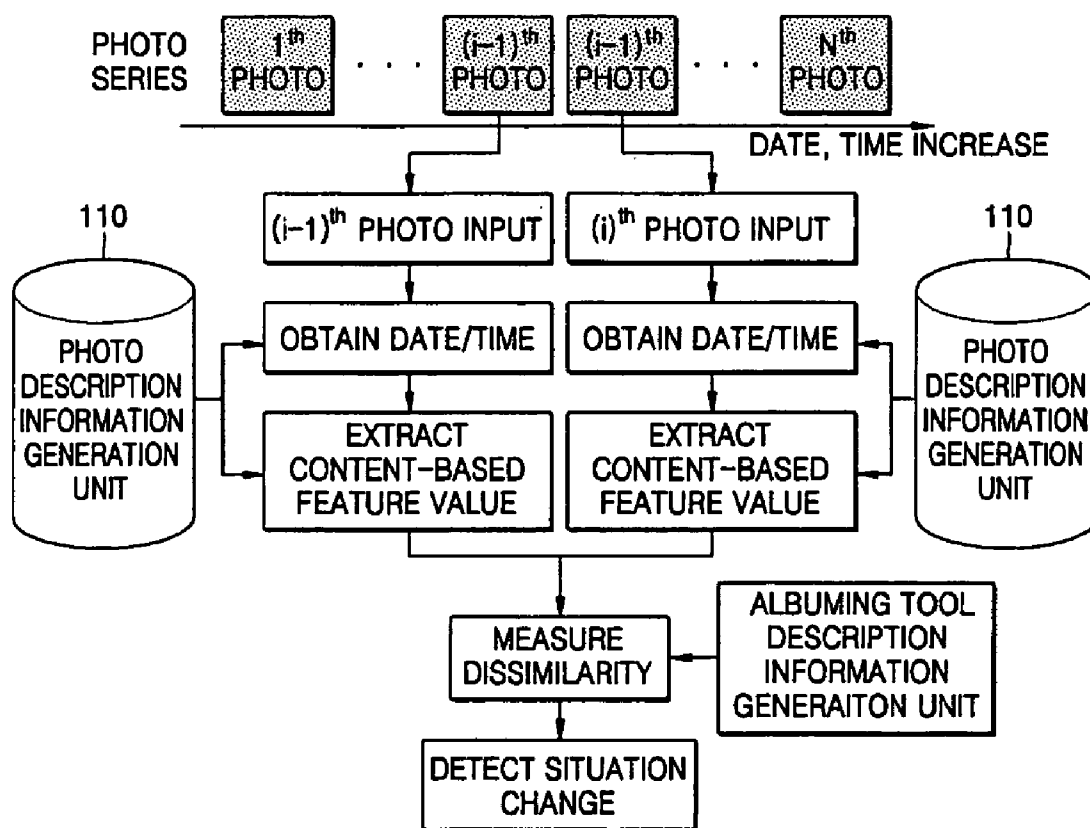 PHOTO
SERIES
1th
PHOTO
. . . .
(i-1)th
PHOTO
(i-1)th
PHOTO
. . . .
Nth
PHOTO
DATE, TIME INCREASE
110
(i-1)th PHOTO INPUT
(i)th PHOTO INPUT
110
PHOTO
DESCRIPTION
INFORMATION
GENERATION
UNIT
OBTAIN DATE/TIME
OBTAIN DATE/TIME
PHOTO
DESCRIPTION
INFORMATION
GENERATION
UNIT
EXTRACT
CONTENT-BASED
FEATURE VALUE
EXTRACT
CONTENT-BASED
FEATURE VALUE
MEASURE
DISSIMILARITY
ALBUMING TOOL
DESCRIPTION
INFORMATION
GENERAITON UNIT
DETECT SITUATION
CHANGE